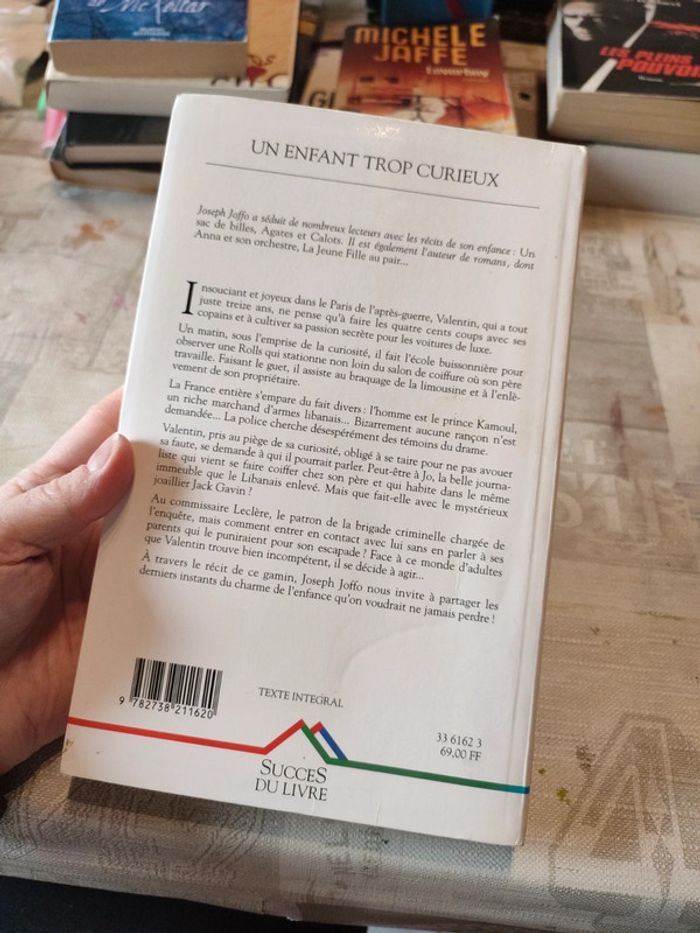 MICHELE
JAFFE
LES PLEINS
UN ENFANT TROP CURIEUX
Joseph Joffo a séduit de nombreux lecteurs avec les récits de son enfance : Un
sac de billes, Agates et Calots. Il est également l'auteur de romans, dont
Anna et son orchestre, La Jeune Fille au pair...
Insouciant et joyeux dans le Paris de l'après-guerre, Valentin, qui a tout
juste treize ans, ne pense qu'à faire les quatre cents coups avec ses
copains et à cultiver sa passion secrète pour les voitures de luxe.
Un matin, sous l'emprise de la curiosité, il fait l'école buissonnière pour
observer une Rolls qui stationne non loin du salon de coiffure où son père
travaille. Faisant le guet, il assiste au braquage de la limousine et à l'enlè-
vement de son propriétaire.
La France entière s'empare du fait divers : l'homme est le prince Kamoul,
un riche marchand d'armes libanais... Bizarrement aucune rançon n'est
demandée... La police cherche désespérément des témoins du drame.
Valentin, pris au piège de sa curiosité, obligé à se taire pour ne pas avouer
sa faute, se demande à qui il pourrait parler. Peut-être à Jo, la belle journa-
liste qui vient se faire coiffer chez son père et qui habite dans le même
immeuble que le Libanais enlevé. Mais que fait-elle avec le mystérieux
joaillier Jack Gavin ?
Au commissaire Leclère, le patron de la brigade criminelle chargée de
l'enquête, mais comment entrer en contact avec lui sans en parler à ses
parents qui le puniraient pour son escapade ? Face à ce monde d'adultes
que Valentin trouve bien incompétent, il se décide à agir...
À travers le récit de ce gamin, Joseph Joffo nous invite à partager les
derniers instants du charme de l'enfance qu'on voudrait ne jamais perdre !
9 782738 211620
TEXTE INTEGRAL
33 6162 3
69,00 FF
SUCCES
DU LIVRE